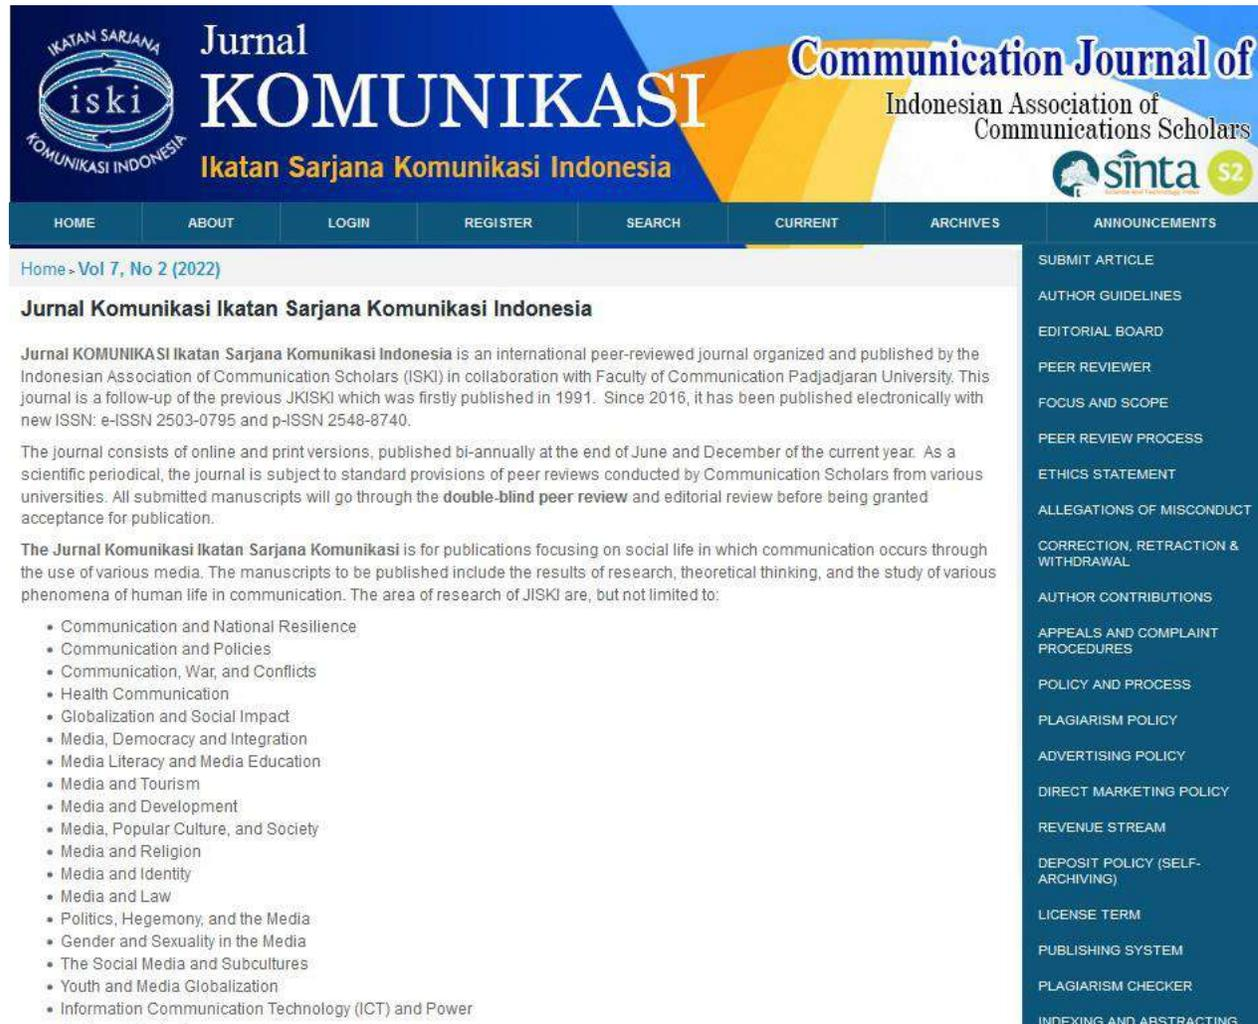 IKATAN SARJANA
iski
KOMUNIKASI INDONESIA
Jurnal
KOMUNIKASI
Ikatan Sarjana Komunikasi Indonesia
Communication Journal of
Indonesian Association of
Communications Scholars
sinta S2
Science and Technology Index
HOME ABOUT LOGIN REGISTER SEARCH CURRENT ARCHIVES ANNOUNCEMENTS
Home > Vol 7, No 2 (2022)
Jurnal Komunikasi Ikatan Sarjana Komunikasi Indonesia
Jurnal KOMUNIKASI Ikatan Sarjana Komunikasi Indonesia is an international peer-reviewed journal organized and published by the
Indonesian Association of Communication Scholars (ISKI) in collaboration with Faculty of Communication Padjadjaran University. This
journal is a follow-up of the previous JKISKI which was firstly published in 1991. Since 2016, it has been published electronically with
new ISSN: e-ISSN 2503-0795 and p-ISSN 2548-8740.
The journal consists of online and print versions, published bi-annually at the end of June and December of the current year. As a
scientific periodical, the journal is subject to standard provisions of peer reviews conducted by Communication Scholars from various
universities. All submitted manuscripts will go through the double-blind peer review and editorial review before being granted
acceptance for publication.
The Jurnal Komunikasi Ikatan Sarjana Komunikasi is for publications focusing on social life in which communication occurs through
the use of various media. The manuscripts to be published include the results of research, theoretical thinking, and the study of various
phenomena of human life in communication. The area of research of JISKI are, but not limited to:
• Communication and National Resilience
• Communication and Policies
• Communication, War, and Conflicts
• Health Communication
• Globalization and Social Impact
• Media, Democracy and Integration
• Media Literacy and Media Education
• Media and Tourism
• Media and Development
• Media, Popular Culture, and Society
• Media and Religion
• Media and Identity
• Media and Law
• Politics, Hegemony, and the Media
• Gender and Sexuality in the Media
• The Social Media and Subcultures
• Youth and Media Globalization
• Information Communication Technology (ICT) and Power
SUBMIT ARTICLE
AUTHOR GUIDELINES
EDITORIAL BOARD
PEER REVIEWER
FOCUS AND SCOPE
PEER REVIEW PROCESS
ETHICS STATEMENT
ALLEGATIONS OF MISCONDUCT
CORRECTION, RETRACTION &
WITHDRAWAL
AUTHOR CONTRIBUTIONS
APPEALS AND COMPLAINT
PROCEDURES
POLICY AND PROCESS
PLAGIARISM POLICY
ADVERTISING POLICY
DIRECT MARKETING POLICY
REVENUE STREAM
DEPOSIT POLICY (SELF-
ARCHIVING)
LICENSE TERM
PUBLISHING SYSTEM
PLAGIARISM CHECKER
INDEXING AND ABSTRACTING